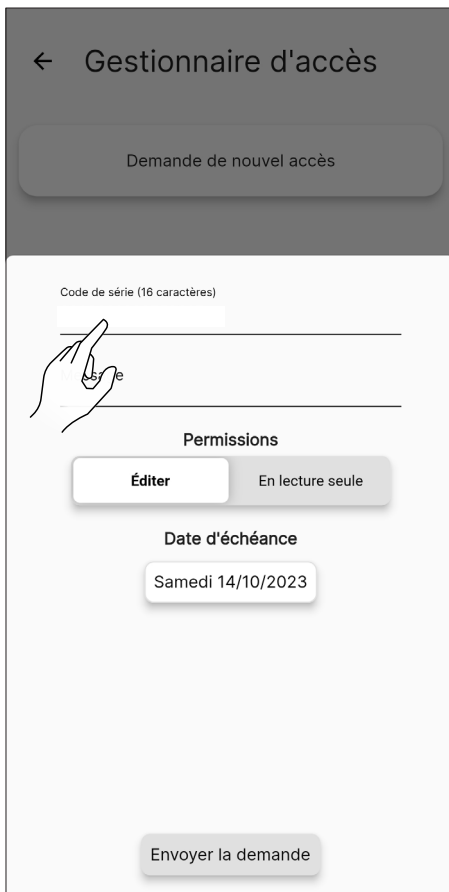 Gestionnaire d'accès
Demande de nouvel accès
Code de série (16 caractères)
Permissions
Éditer
En lecture seule
Date d'échéance
Samedi 14/10/2023
Envoyer la demande